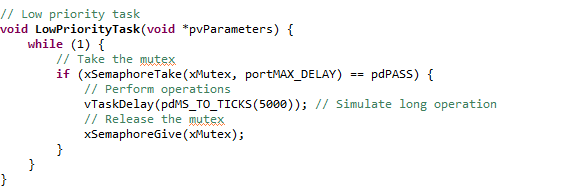 // Low priority task
void LowPriorityTask(void *pvParameters) {
    while (1) {
        // Take the mutex
        if (xSemaphoreTake(xMutex, portMAX_DELAY) == pdPASS) {
            // Perform operations
            vTaskDelay(pdMS_TO_TICKS(5000)); // Simulate long operation
            // Release the mutex
            xSemaphoreGive(xMutex);
        }
    }
}